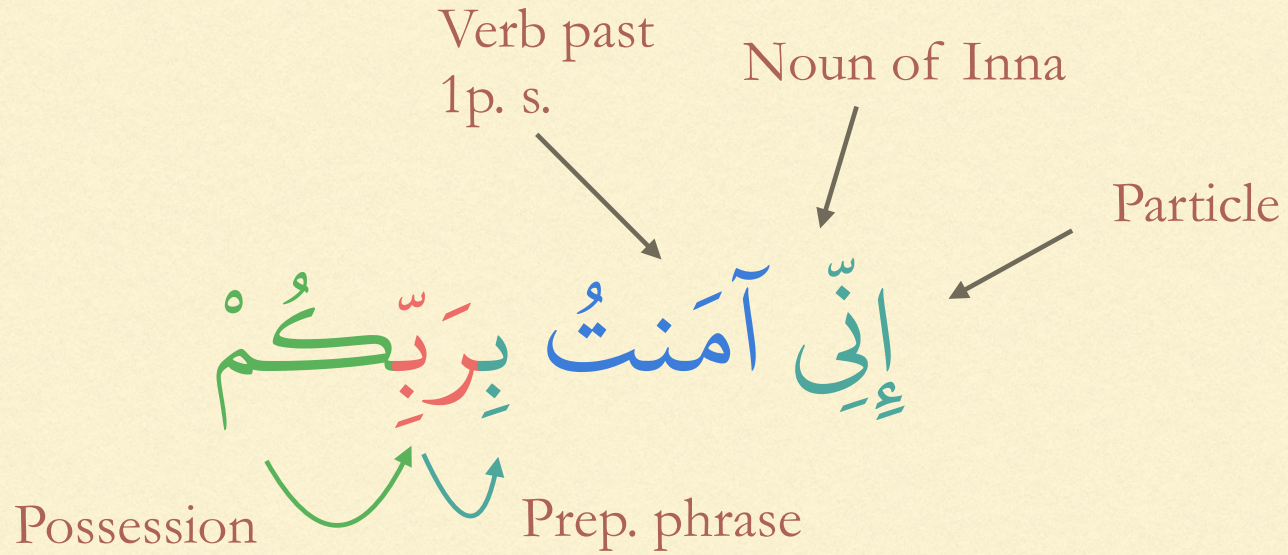 Verb past
1p. s.
Noun of Inna
Particle
إِنِّى آمَنتُ بِرَبِّكُمْ
Possession
Prep. phrase